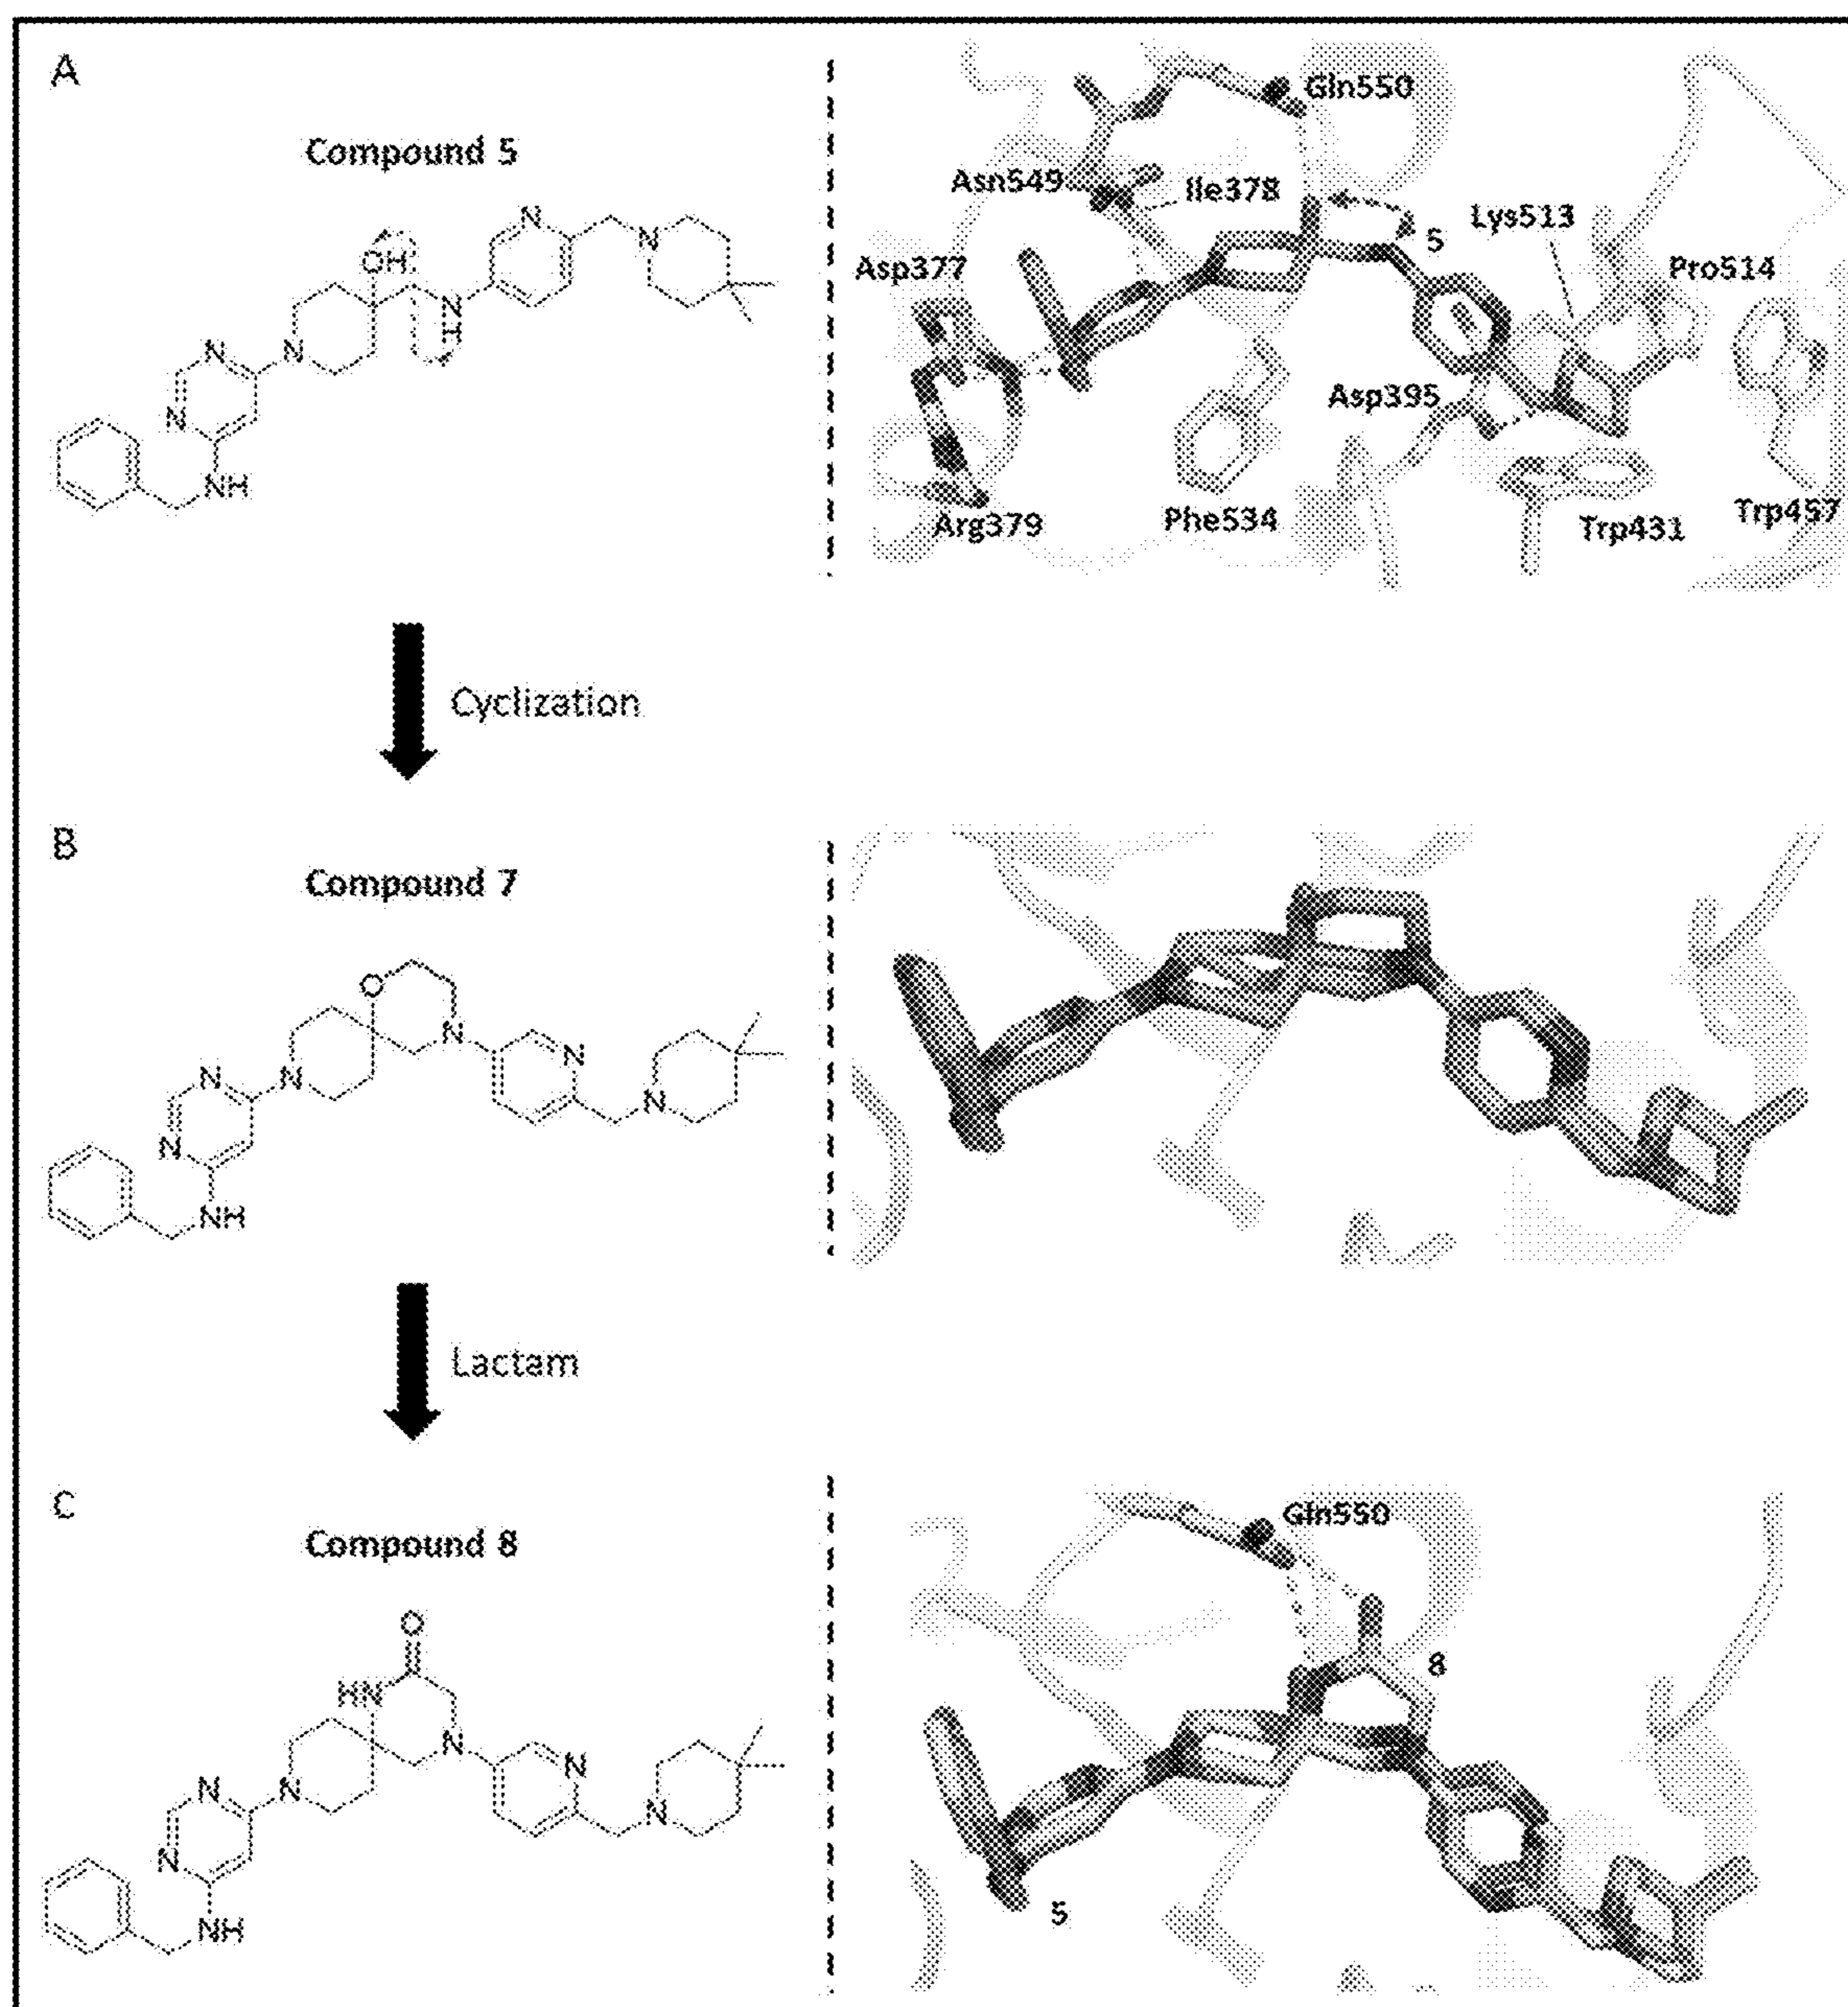 A
Compound 5
OH
N
N
N
H
N
N
N
NH
Gln550
Asn549
Ile378
Lys513
5
Asp377
Pro514
Asp395
Arg379
Phe534
Trp431
Trp457
Cyclization
B
Compound 7
O
N
N
N
N
N
N
NH
Lactam
C
Compound 8
O
HN
N
N
N
N
N
N
NH
Gln550
8
5